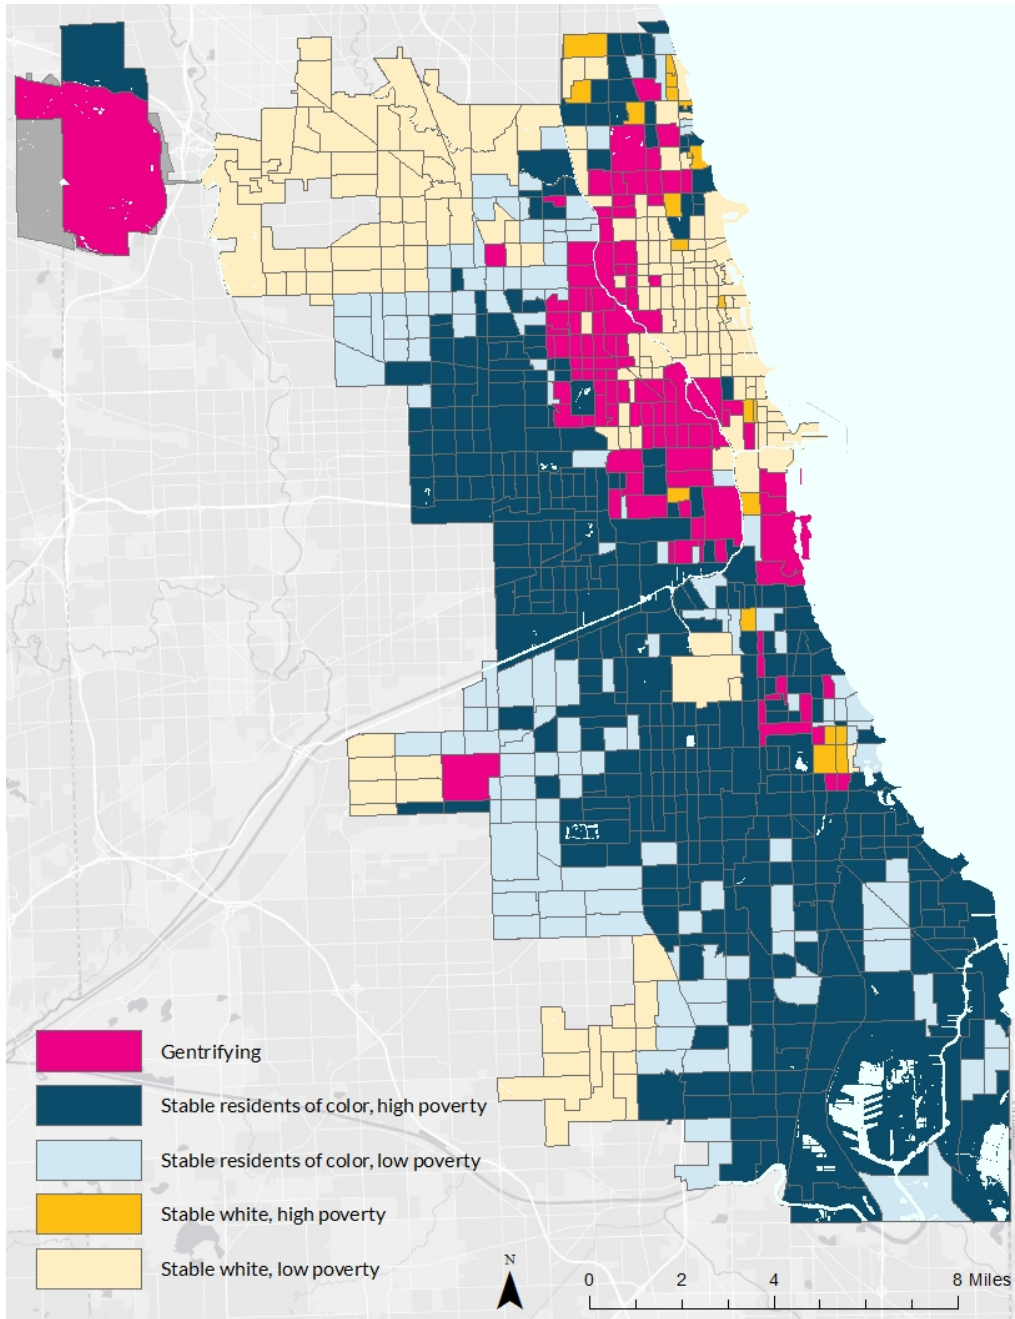 Gentrifying
Stable residents of color, high poverty
Stable residents of color, low poverty
Stable white, high poverty
Stable white, low poverty
N
0 2 4 8 Miles